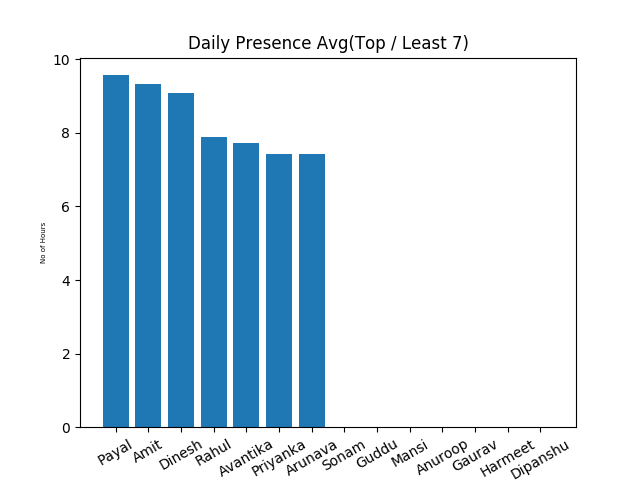 Daily Presence Avg(Top / Least 7)
No of Hours
10
8
6
4
2
0
Payal
Amit
Dinesh
Rahul
Avantika
Priyanka
Arunava
Sonam
Guddu
Mansi
Anuroop
Gaurav
Harmeet
Dipanshu